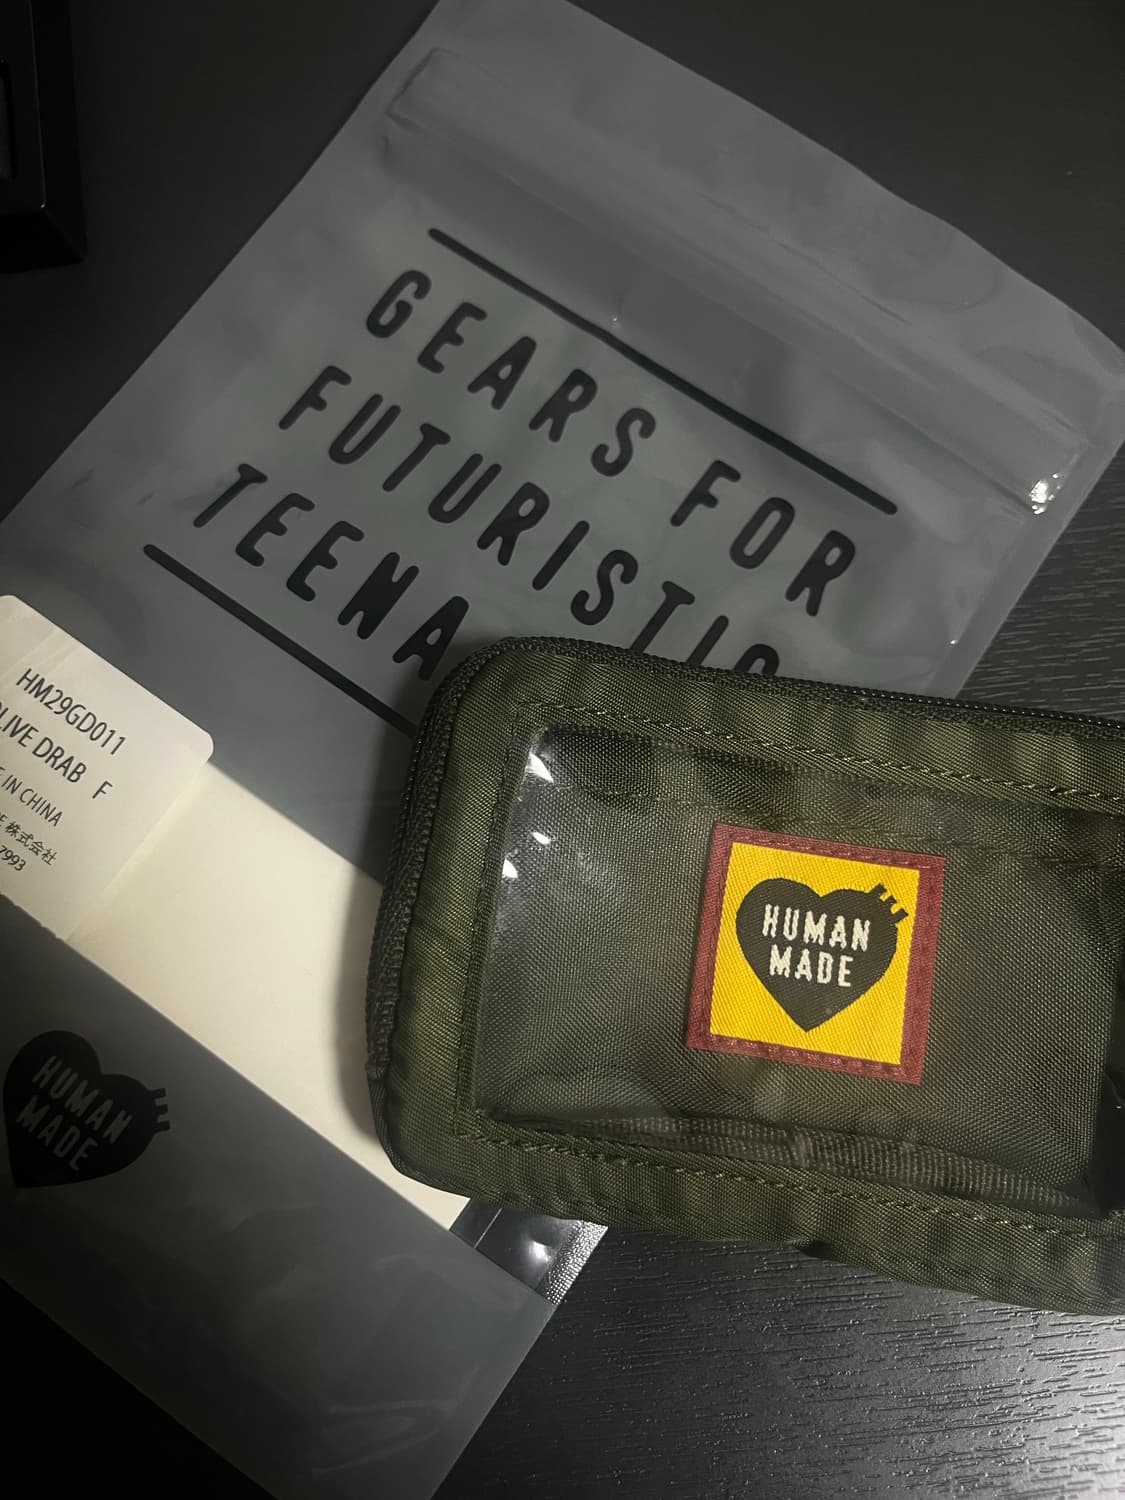 GEARS FOR
FUTURISTIC
TEENA
HM29GD011
OLIVE DRAB F
E IN CHINA
E 株式会社
7993
HUMAN
MADE
HUMAN
MADE